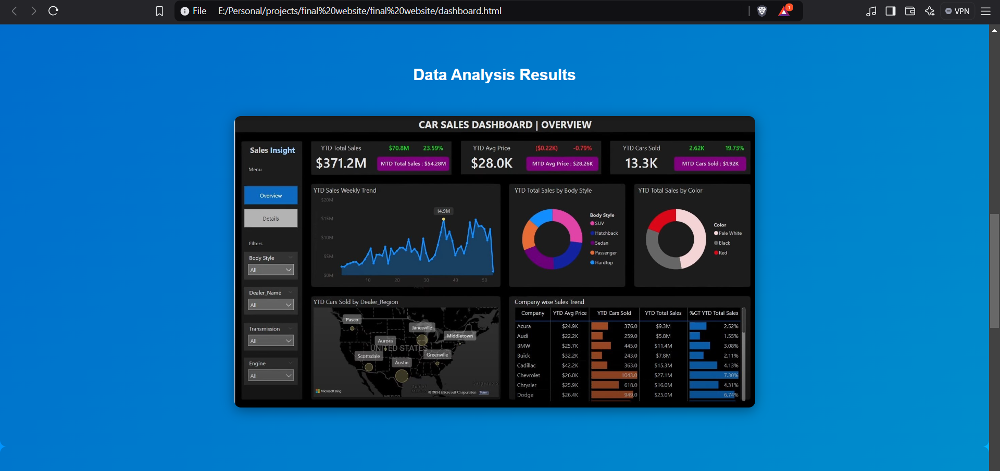 File E:/Personal/projects/final%20website/final%20website/dashboard.html
1
VPN
Data Analysis Results
CAR SALES DASHBOARD | OVERVIEW
Sales Insight
Menu
Overview
Details
Filters
Body Style
All
Dealer_Name
All
Transmission
All
Engine
All
YTD Total Sales $70.8M 23.59%
$371.2M MTD Total Sales : $54.28M
YTD Avg Price ($0.22K) -0.79%
$28.0K MTD Avg Price : $28.26K
YTD Cars Sold 2.62K 19.73%
13.3K MTD Cars Sold : $1.92K
YTD Sales Weekly Trend
$20M
$15M
$10M
$5M
$0M
14.9M
10 20 30 40 50
YTD Total Sales by Body Style
Body Style
SUV
Hatchback
Sedan
Passenger
Hardtop
YTD Total Sales by Color
Color
Pale White
Black
Red
YTD Cars Sold by Dealer_Region
Pasco
Janesville
Middletown
Aurora
UNITED STATES
Scottsdale
Greenville
Austin
Gulf of
Mexico
Sargasso S
MEXICO
Microsoft Bing
© 2024 Microsoft Corporation Terms
Company wise Sales Trend
Company YTD Avg Price YTD Cars Sold YTD Total Sales %GT YTD Total Sales
Acura $24.9K 376.0 $9.3M 2.52%
Audi $22.2K 259.0 $5.8M 1.55%
BMW $25.7K 445.0 $11.4M 3.08%
Buick $32.2K 243.0 $7.8M 2.11%
Cadillac $42.2K 363.0 $15.3M 4.13%
Chevrolet $26.0K 1043.0 $27.1M 7.30%
Chrysler $25.9K 618.0 $16.0M 4.31%
Dodge $26.4K 949.0 $25.0M 6.74%